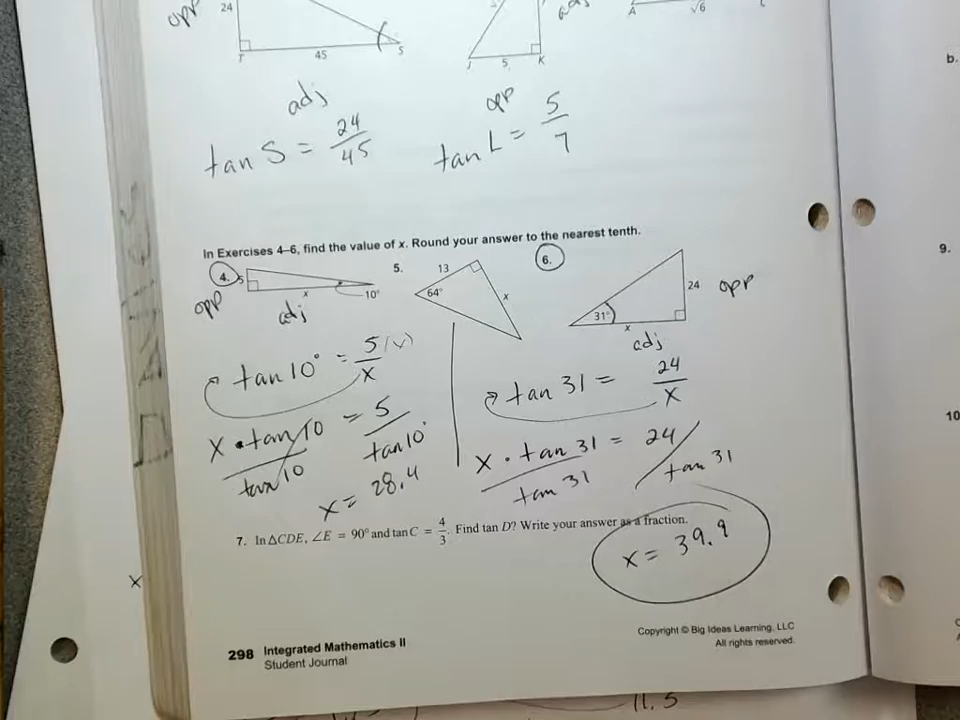 opp 24
T 45 S
J 5 K
adj
A √6
adj
opp
b.
tan S = 24/45
tan L = 5/7
In Exercises 4–6, find the value of x. Round your answer to the nearest tenth.
4. 5 x 10°
opp adj
5. 13 64° x
6. 24 31° x
opp
adj
9.
tan 10° = 5/x (x)
x • tan 10 / tan 10 = 5 / tan 10°
x = 28.4
tan 31 = 24/x
x · tan 31 / tan 31 = 24 / tan 31
x = 39.9
10
7. In △CDE, ∠E = 90° and tan C = 4/3. Find tan D? Write your answer as a fraction.
x
298 Integrated Mathematics II
Student Journal
Copyright © Big Ideas Learning, LLC
All rights reserved.
11.5